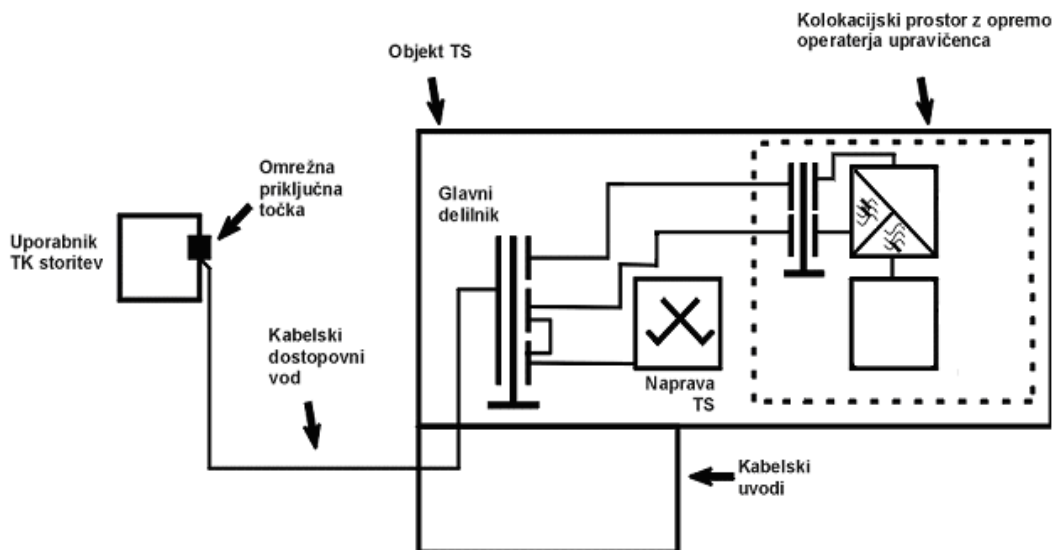 Kolokacijski prostor z opremo
operaterja upravičenca
Objekt TS
Omrežna
priključna
točka
Glavni
delilnik
Uporabnik
TK storitev
Kabelski
dostopovni
vod
Naprava
TS
Kabelski
uvodi